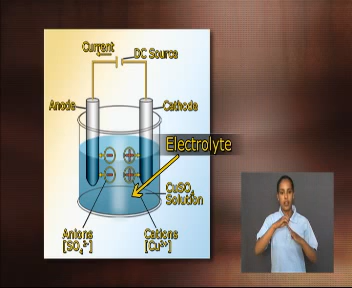 Current
DC Source
Anode
Cathode
Electrolyte
CuSO₄
Solution
Anions
[SO₄²⁻]
Cations
[Cu²⁺]